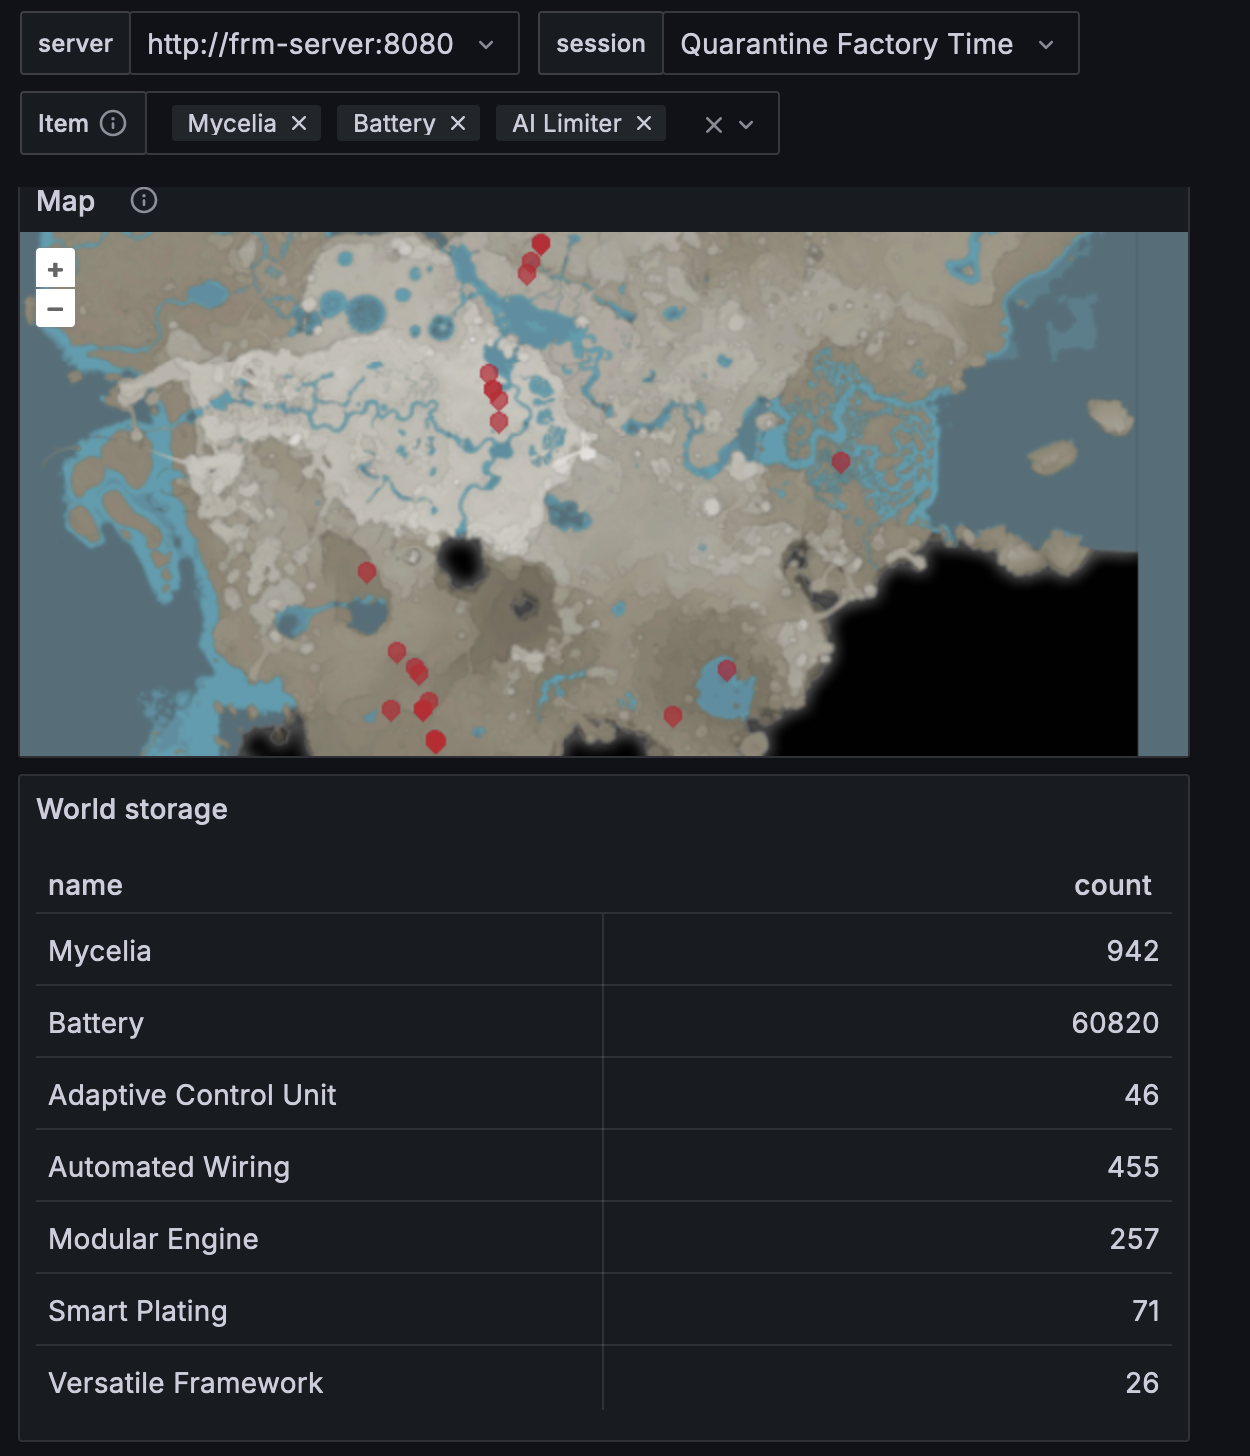 server http://frm-server:8080 session Quarantine Factory Time
Item Mycelia Battery AI Limiter
Map
+
−
World storage
name count
Mycelia 942
Battery 60820
Adaptive Control Unit 46
Automated Wiring 455
Modular Engine 257
Smart Plating 71
Versatile Framework 26